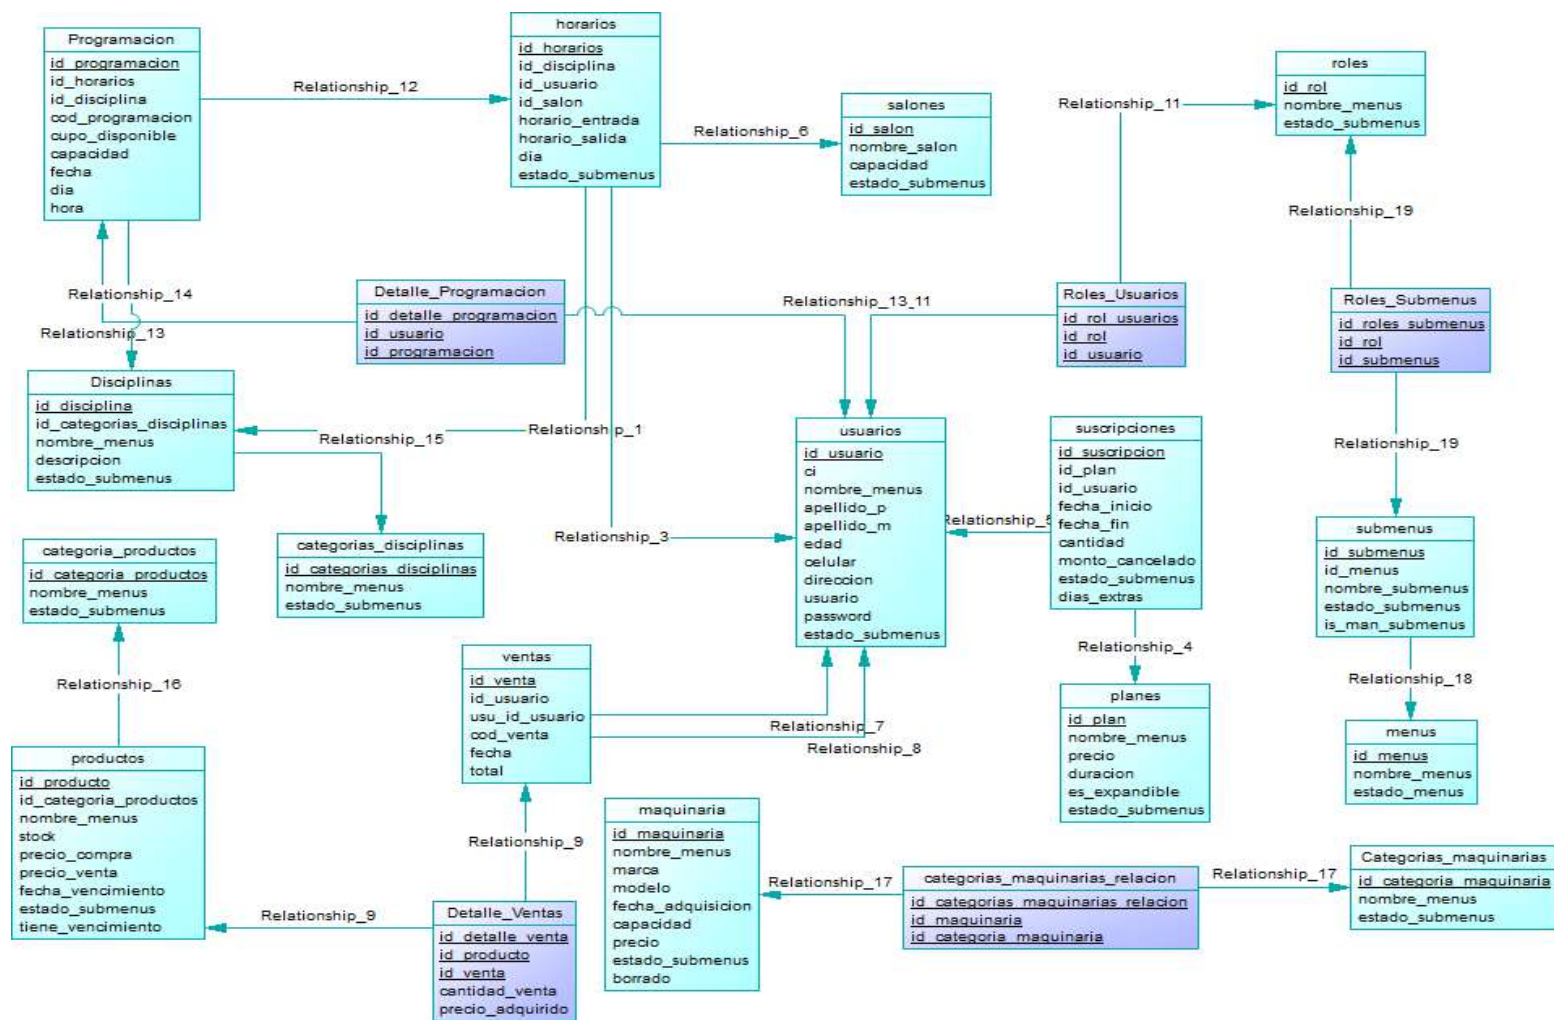 Programacion
id_programacion
id_horarios
id_disciplina
cod_programacion
cupo_disponible
capacidad
fecha
dia
hora
Relationship_12
horarios
id_horarios
id_disciplina
id_usuario
id_salon
horario_entrada
horario_salida
dia
estado_submenus
Relationship_6
salones
id_salon
nombre_salon
capacidad
estado_submenus
Relationship_11
roles
id_rol
nombre_menus
estado_submenus
Relationship_19
Relationship_14
Relationship_13
Detalle_Programacion
id_detalle_programacion
id_usuario
id_programacion
Relationship_13_11
Roles_Usuarios
id_rol_usuarios
id_rol
id_usuario
Roles_Submenus
id_roles_submenus
id_rol
id_submenus
Disciplinas
id_disciplina
id_categorias_disciplinas
nombre_menus
descripcion
estado_submenus
Relationship_15
Relationship_1
Relationship_3
usuarios
id_usuario
ci
nombre_menus
apellido_p
apellido_m
edad
celular
direccion
usuario
password
estado_submenus
Relationship_5
suscripciones
id_suscripcion
id_plan
id_usuario
fecha_inicio
fecha_fin
cantidad
monto_cancelado
estado_submenus
dias_extras
Relationship_19
submenus
id_submenus
id_menus
nombre_submenus
estado_submenus
is_man_submenus
categoria_productos
id_categoria_productos
nombre_menus
estado_submenus
categorias_disciplinas
id_categorias_disciplinas
nombre_menus
estado_submenus
Relationship_16
ventas
id_venta
id_usuario
usu_id_usuario
cod_venta
fecha
total
Relationship_7
Relationship_8
Relationship_4
planes
id_plan
nombre_menus
precio
duracion
es_expandible
estado_submenus
Relationship_18
menus
id_menus
nombre_menus
estado_menus
productos
id_producto
id_categoria_productos
nombre_menus
stock
precio_compra
precio_venta
fecha_vencimiento
estado_submenus
tiene_vencimiento
Relationship_9
Relationship_9
Detalle_Ventas
id_detalle_venta
id_producto
id_venta
cantidad_venta
precio_adquirido
maquinaria
id_maquinaria
nombre_menus
marca
modelo
fecha_adquisicion
capacidad
precio
estado_submenus
borrado
Relationship_17
categorias_maquinarias_relacion
id_categorias_maquinarias_relacion
id_maquinaria
id_categoria_maquinaria
Relationship_17
Categorias_maquinarias
id_categoria_maquinaria
nombre_menus
estado_submenus